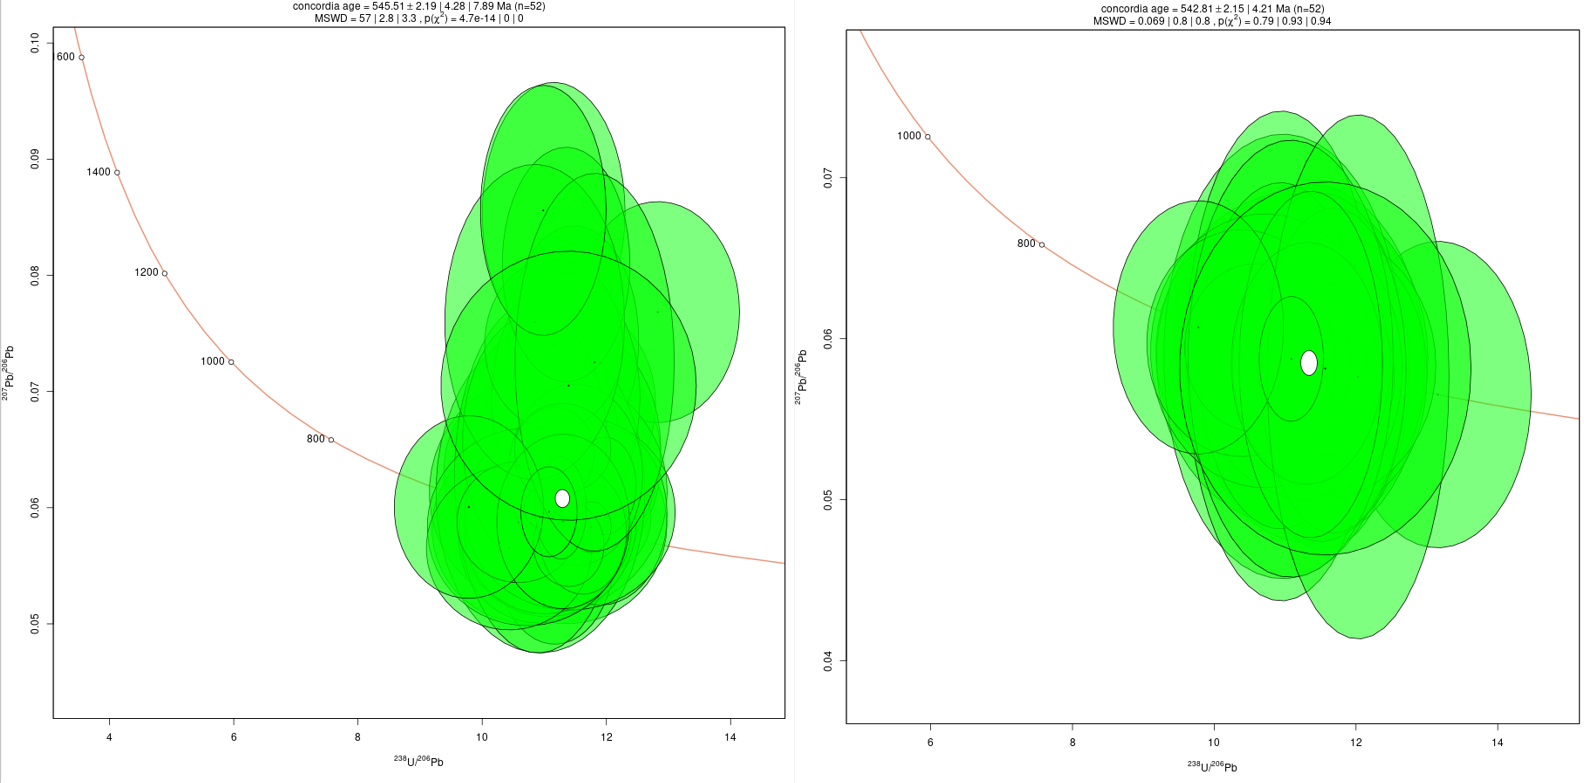 concordia age = 545.51 ± 2.19 | 4.28 | 7.89 Ma (n=52)
MSWD = 57 | 2.8 | 3.3 , p(χ²) = 4.7e-14 | 0 | 0
0.10
0.09
0.08
0.07
0.06
0.05
²⁰⁷Pb/²⁰⁶Pb
1600
1400
1200
1000
800
4 6 8 10 12 14
²³⁸U/²⁰⁶Pb
concordia age = 542.81 ± 2.15 | 4.21 Ma (n=52)
MSWD = 0.069 | 0.8 | 0.8 , p(χ²) = 0.79 | 0.93 | 0.94
0.07
0.06
0.05
0.04
²⁰⁷Pb/²⁰⁶Pb
1000
800
6 8 10 12 14
²³⁸U/²⁰⁶Pb